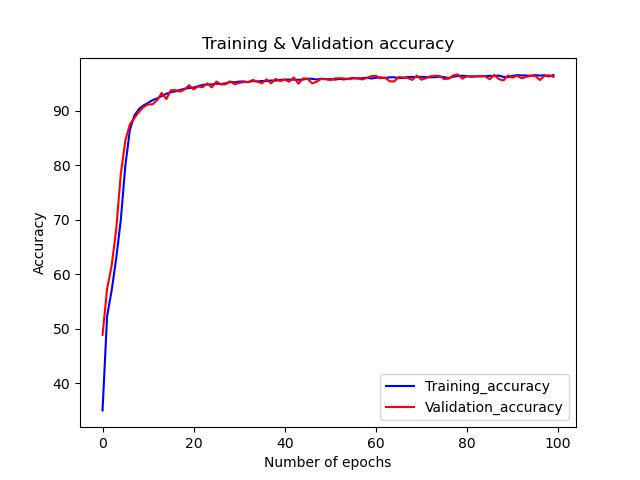 Training & Validation accuracy
Accuracy
90
80
70
60
50
40
Training_accuracy
Validation_accuracy
0 20 40 60 80 100
Number of epochs